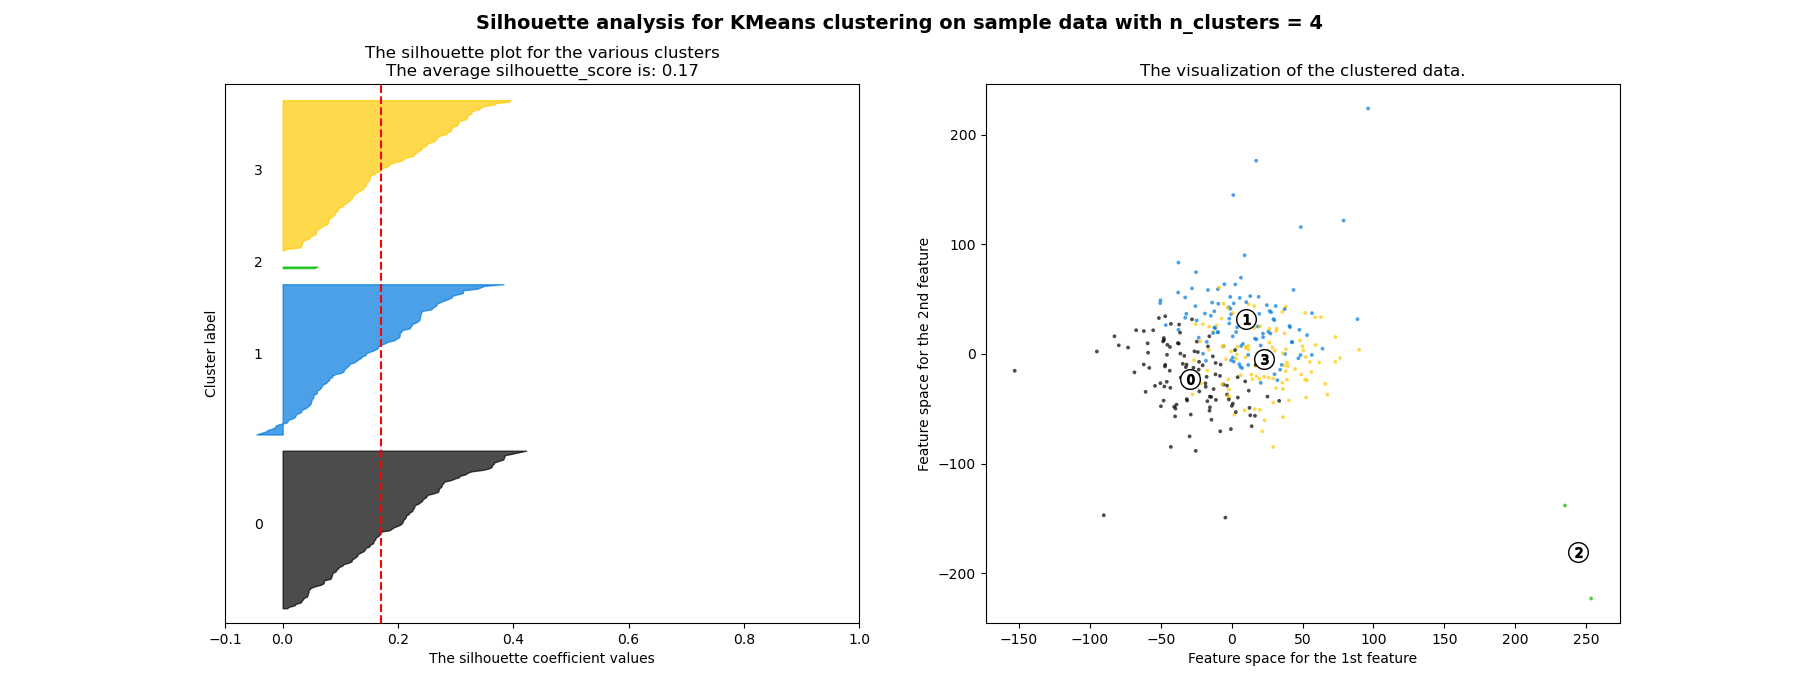 Silhouette analysis for KMeans clustering on sample data with n_clusters = 4
The silhouette plot for the various clusters
The average silhouette_score is: 0.17
3
2
1
0
Cluster label
−0.1 0.0 0.2 0.4 0.6 0.8 1.0
The silhouette coefficient values
The visualization of the clustered data.
200
100
0
−100
−200
Feature space for the 2nd feature
1
3
0
2
−150 −100 −50 0 50 100 150 200 250
Feature space for the 1st feature